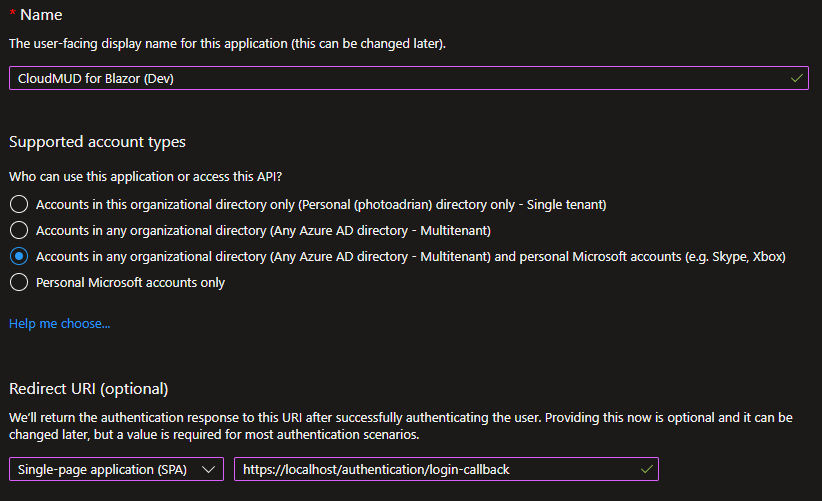 * Name
The user-facing display name for this application (this can be changed later).
CloudMUD for Blazor (Dev)
Supported account types
Who can use this application or access this API?
Accounts in this organizational directory only (Personal (photoadrian) directory only - Single tenant)
Accounts in any organizational directory (Any Azure AD directory - Multitenant)
Accounts in any organizational directory (Any Azure AD directory - Multitenant) and personal Microsoft accounts (e.g. Skype, Xbox)
Personal Microsoft accounts only
Help me choose...
Redirect URI (optional)
We'll return the authentication response to this URI after successfully authenticating the user. Providing this now is optional and it can be
changed later, but a value is required for most authentication scenarios.
Single-page application (SPA) https://localhost/authentication/login-callback